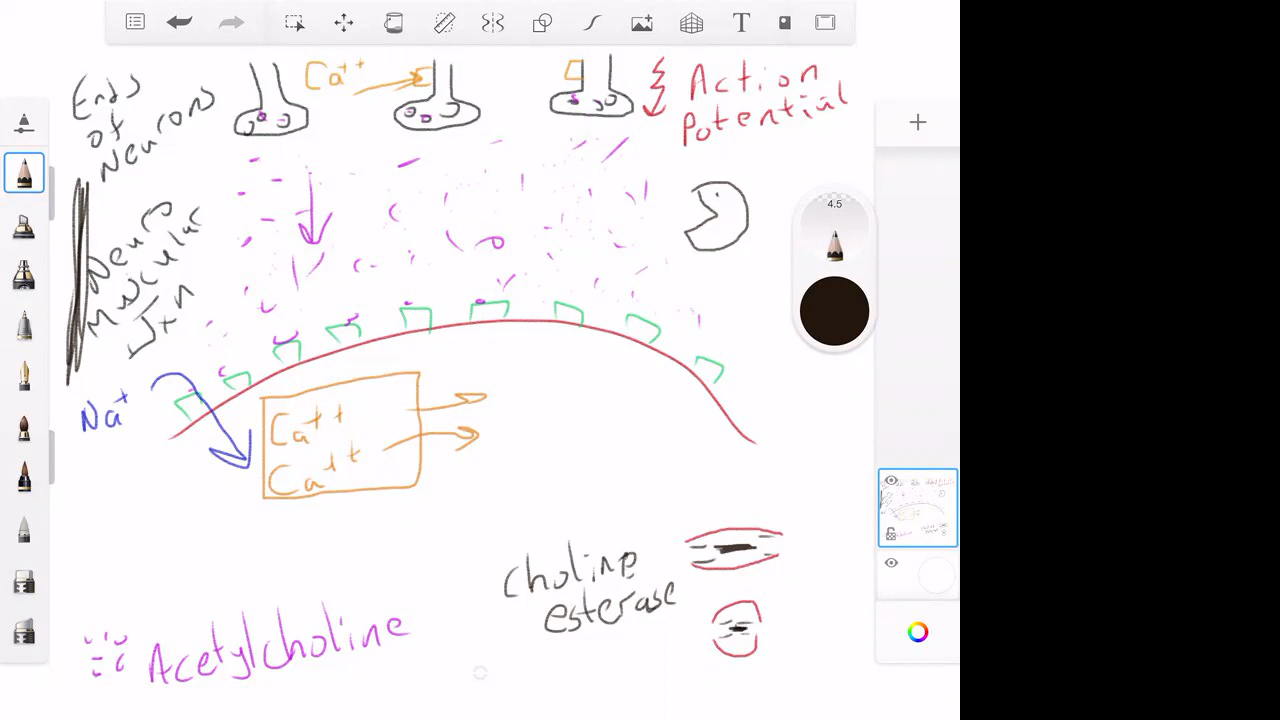 Ends
of
Neurons
Ca++
Action
Potential
Neuro
Muscular
Jxn
4.5
Na+
Ca++
Ca++
choline
esterase
Acetylcholine
T